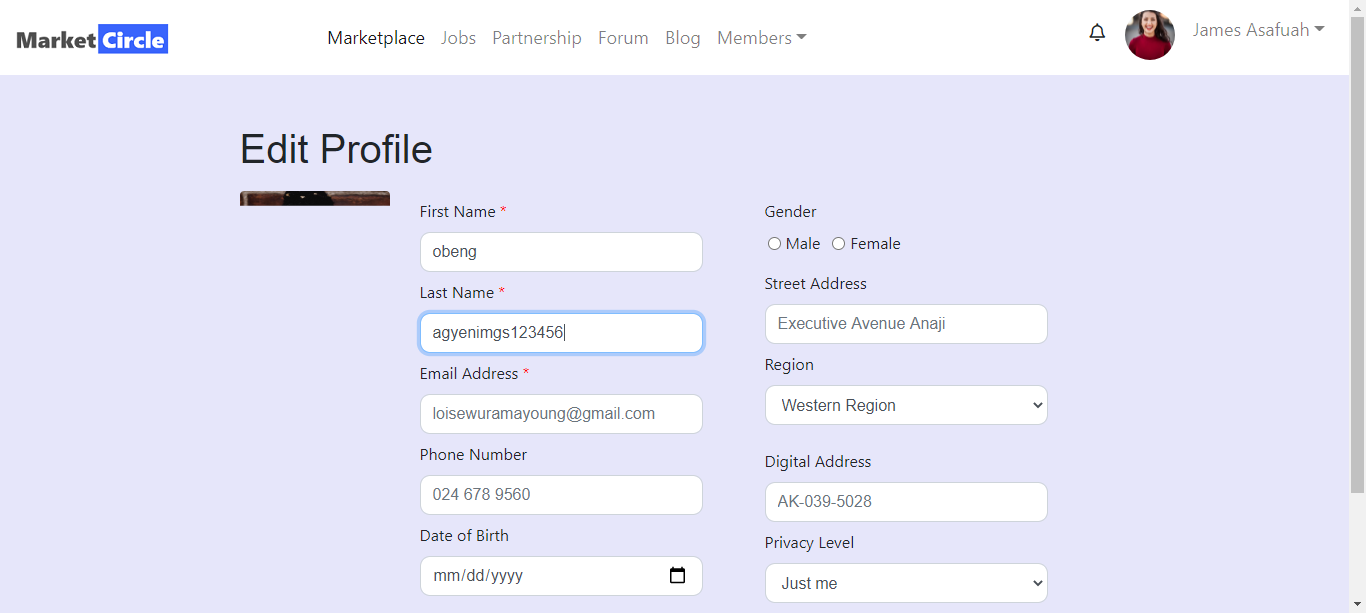 Market Circle
Marketplace Jobs Partnership Forum Blog Members
James Asafuah
Edit Profile
First Name *
obeng
Last Name *
agyenimgs123456
Email Address *
loisewuramayoung@gmail.com
Phone Number
024 678 9560
Date of Birth
mm/dd/yyyy
Gender
Male Female
Street Address
Executive Avenue Anaji
Region
Western Region
Digital Address
AK-039-5028
Privacy Level
Just me